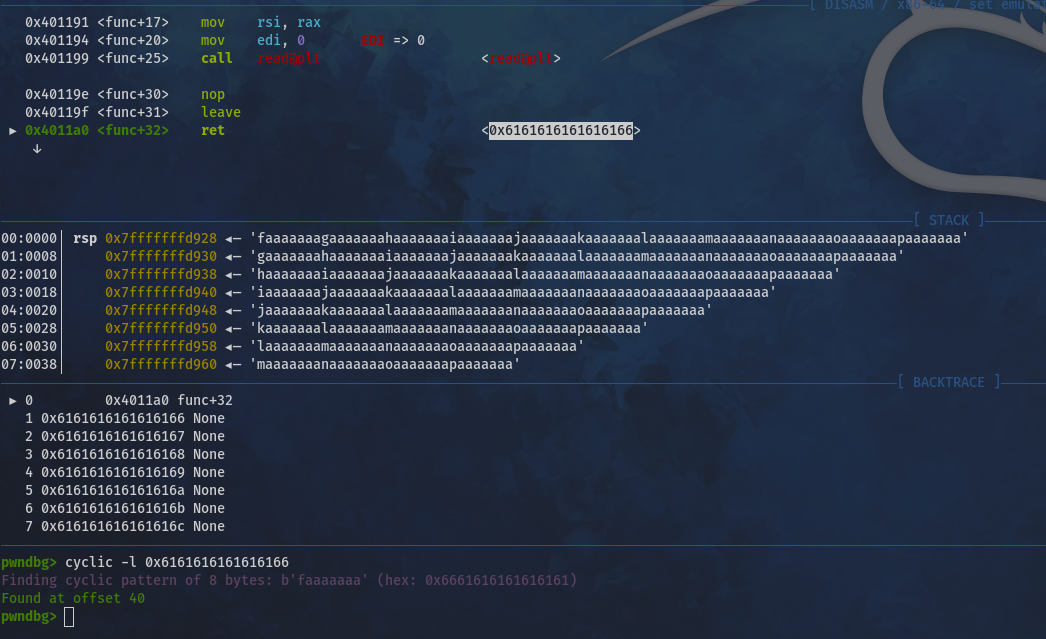 [ DISASM / x86-64 / set emulat
0x401191 <func+17> mov rsi, rax
0x401194 <func+20> mov edi, 0 EDI => 0
0x401199 <func+25> call read@plt <read@plt>
0x40119e <func+30> nop
0x40119f <func+31> leave
► 0x4011a0 <func+32> ret <0x6161616161616166>
↓
[ STACK ]
00:0000│ rsp 0x7fffffffd928 ◂— 'faaaaaaagaaaaaaahaaaaaaaiaaaaaaajaaaaaaakaaaaaaalaaaaaaamaaaaaaanaaaaaaaoaaaaaaapaaaaaaa'
01:0008│ 0x7fffffffd930 ◂— 'gaaaaaaahaaaaaaaiaaaaaaajaaaaaaakaaaaaaalaaaaaaamaaaaaaanaaaaaaaoaaaaaaapaaaaaaa'
02:0010│ 0x7fffffffd938 ◂— 'haaaaaaaiaaaaaaajaaaaaaakaaaaaaalaaaaaaamaaaaaaanaaaaaaaoaaaaaaapaaaaaaa'
03:0018│ 0x7fffffffd940 ◂— 'iaaaaaaajaaaaaaakaaaaaaalaaaaaaamaaaaaaanaaaaaaaoaaaaaaapaaaaaaa'
04:0020│ 0x7fffffffd948 ◂— 'jaaaaaaakaaaaaaalaaaaaaamaaaaaaanaaaaaaaoaaaaaaapaaaaaaa'
05:0028│ 0x7fffffffd950 ◂— 'kaaaaaaalaaaaaaamaaaaaaanaaaaaaaoaaaaaaapaaaaaaa'
06:0030│ 0x7fffffffd958 ◂— 'laaaaaaamaaaaaaanaaaaaaaoaaaaaaapaaaaaaa'
07:0038│ 0x7fffffffd960 ◂— 'maaaaaaanaaaaaaaoaaaaaaapaaaaaaa'
[ BACKTRACE ]
► 0 0x4011a0 func+32
1 0x6161616161616166 None
2 0x6161616161616167 None
3 0x6161616161616168 None
4 0x6161616161616169 None
5 0x616161616161616a None
6 0x616161616161616b None
7 0x616161616161616c None
pwndbg> cyclic -l 0x6161616161616166
Finding cyclic pattern of 8 bytes: b'faaaaaaa' (hex: 0x6661616161616161)
Found at offset 40
pwndbg>